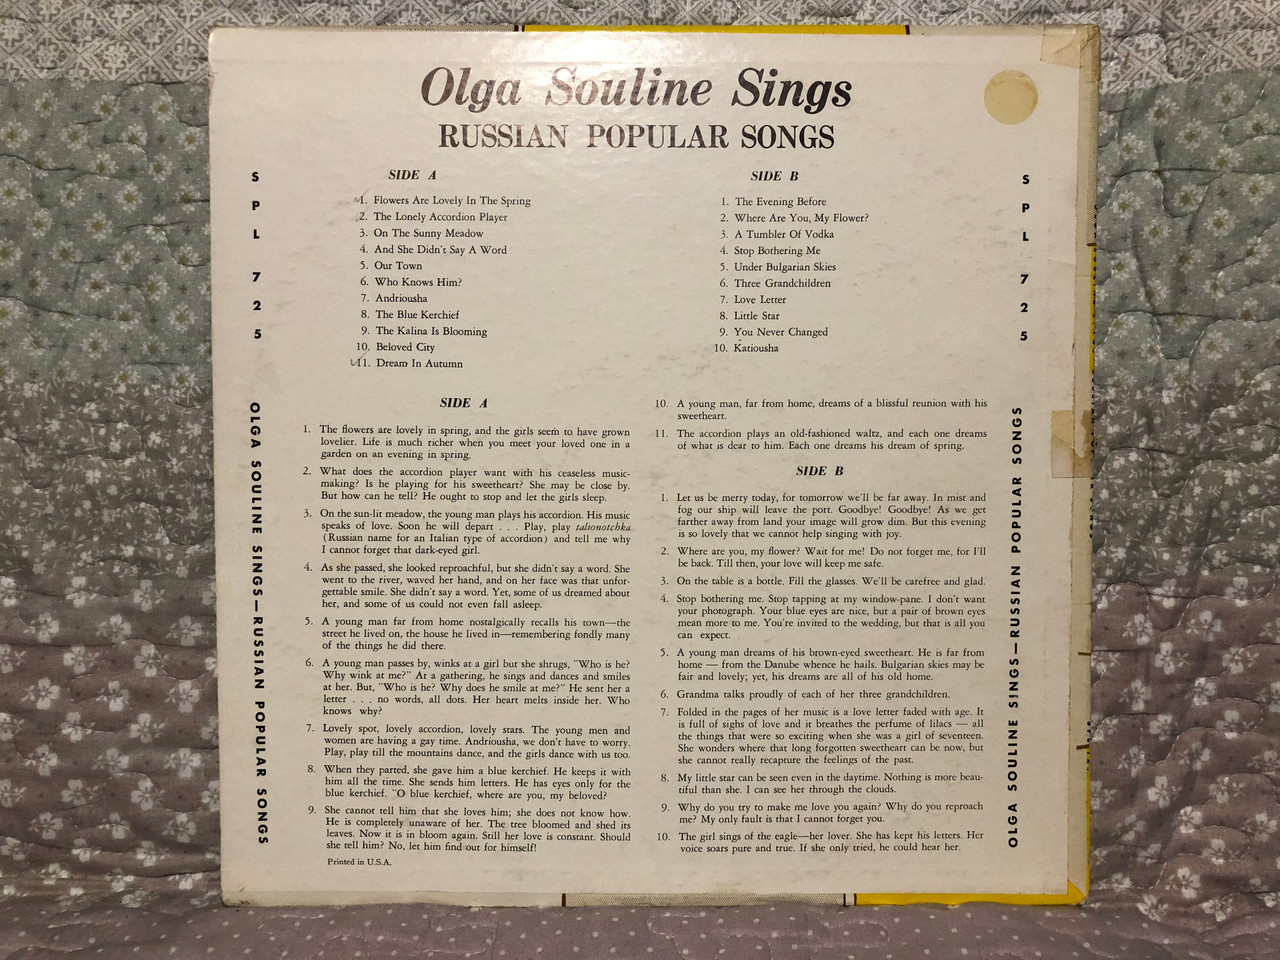 Olga Souline Sings
RUSSIAN POPULAR SONGS
SPL 725
OLGA SOULINE SINGS—RUSSIAN POPULAR SONGS
SIDE A
1. Flowers Are Lovely In The Spring
2. The Lonely Accordion Player
3. On The Sunny Meadow
4. And She Didn't Say A Word
5. Our Town
6. Who Knows Him?
7. Andriousha
8. The Blue Kerchief
9. The Kalina Is Blooming
10. Beloved City
11. Dream In Autumn
SIDE B
1. The Evening Before
2. Where Are You, My Flower?
3. A Tumbler Of Vodka
4. Stop Bothering Me
5. Under Bulgarian Skies
6. Three Grandchildren
7. Love Letter
8. Little Star
9. You Never Changed
10. Katiousha
SPL 725
OLGA SOULINE SINGS—RUSSIAN POPULAR SONGS
SIDE A
1. The flowers are lovely in spring, and the girls seem to have grown
lovelier. Life is much richer when you meet your loved one in a
garden on an evening in spring.
2. What does the accordion player want with his ceaseless music-
making? Is he playing for his sweetheart? She may be close by.
But how can he tell? He ought to stop and let the girls sleep.
3. On the sun-lit meadow, the young man plays his accordion. His music
speaks of love. Soon he will depart . . . Play, play talionotchka
(Russian name for an Italian type of accordion) and tell me why
I cannot forget that dark-eyed girl.
4. As she passed, she looked reproachful, but she didn't say a word. She
went to the river, waved her hand, and on her face was that unfor-
gettable smile. She didn't say a word. Yet, some of us dreamed about
her, and some of us could not even fall asleep.
5. A young man far from home nostalgically recalls his town—the
street he lived on, the house he lived in—remembering fondly many
of the things he did there.
6. A young man passes by, winks at a girl but she shrugs, "Who is he?
Why wink at me?" At a gathering, he sings and dances and smiles
at her. But, "Who is he? Why does he smile at me?" He sent her a
letter . . . no words, all dots. Her heart melts inside her. Who
knows why?
7. Lovely spot, lovely accordion, lovely stars. The young men and
women are having a gay time. Andriousha, we don't have to worry.
Play, play till the mountains dance, and the girls dance with us too.
8. When they parted, she gave him a blue kerchief. He keeps it with
him all the time. She sends him letters. He has eyes only for the
blue kerchief. "O blue kerchief, where are you, my beloved?
9. She cannot tell him that she loves him; she does not know how.
He is completely unaware of her. The tree bloomed and shed its
leaves. Now it is in bloom again. Still her love is constant. Should
she tell him? No, let him find out for himself!
Printed in U.S.A.
10. A young man, far from home, dreams of a blissful reunion with his
sweetheart.
11. The accordion plays an old-fashioned waltz, and each one dreams
of what is dear to him. Each one dreams his dream of spring.
SIDE B
1. Let us be merry today, for tomorrow we'll be far away. In mist and
fog our ship will leave the port. Goodbye! Goodbye! As we get
farther away from land your image will grow dim. But this evening
is so lovely that we cannot help singing with joy.
2. Where are you, my flower? Wait for me! Do not forget me, for I'll
be back. Till then, your love will keep me safe.
3. On the table is a bottle. Fill the glasses. We'll be carefree and glad.
4. Stop bothering me. Stop tapping at my window-pane. I don't want
your photograph. Your blue eyes are nice, but a pair of brown eyes
mean more to me. You're invited to the wedding, but that is all you
can expect.
5. A young man dreams of his brown-eyed sweetheart. He is far from
home — from the Danube whence he hails. Bulgarian skies may be
fair and lovely; yet, his dreams are all of his old home.
6. Grandma talks proudly of each of her three grandchildren.
7. Folded in the pages of her music is a love letter faded with age. It
is full of sighs of love and it breathes the perfume of lilacs — all
the things that were so exciting when she was a girl of seventeen.
She wonders where that long forgotten sweetheart can be now, but
she cannot really recapture the feelings of the past.
8. My little star can be seen even in the daytime. Nothing is more beau-
tiful than she. I can see her through the clouds.
9. Why do you try to make me love you again? Why do you reproach
me? My only fault is that I cannot forget you.
10. The girl sings of the eagle—her lover. She has kept his letters. Her
voice soars pure and true. If she only tried, he could hear her.